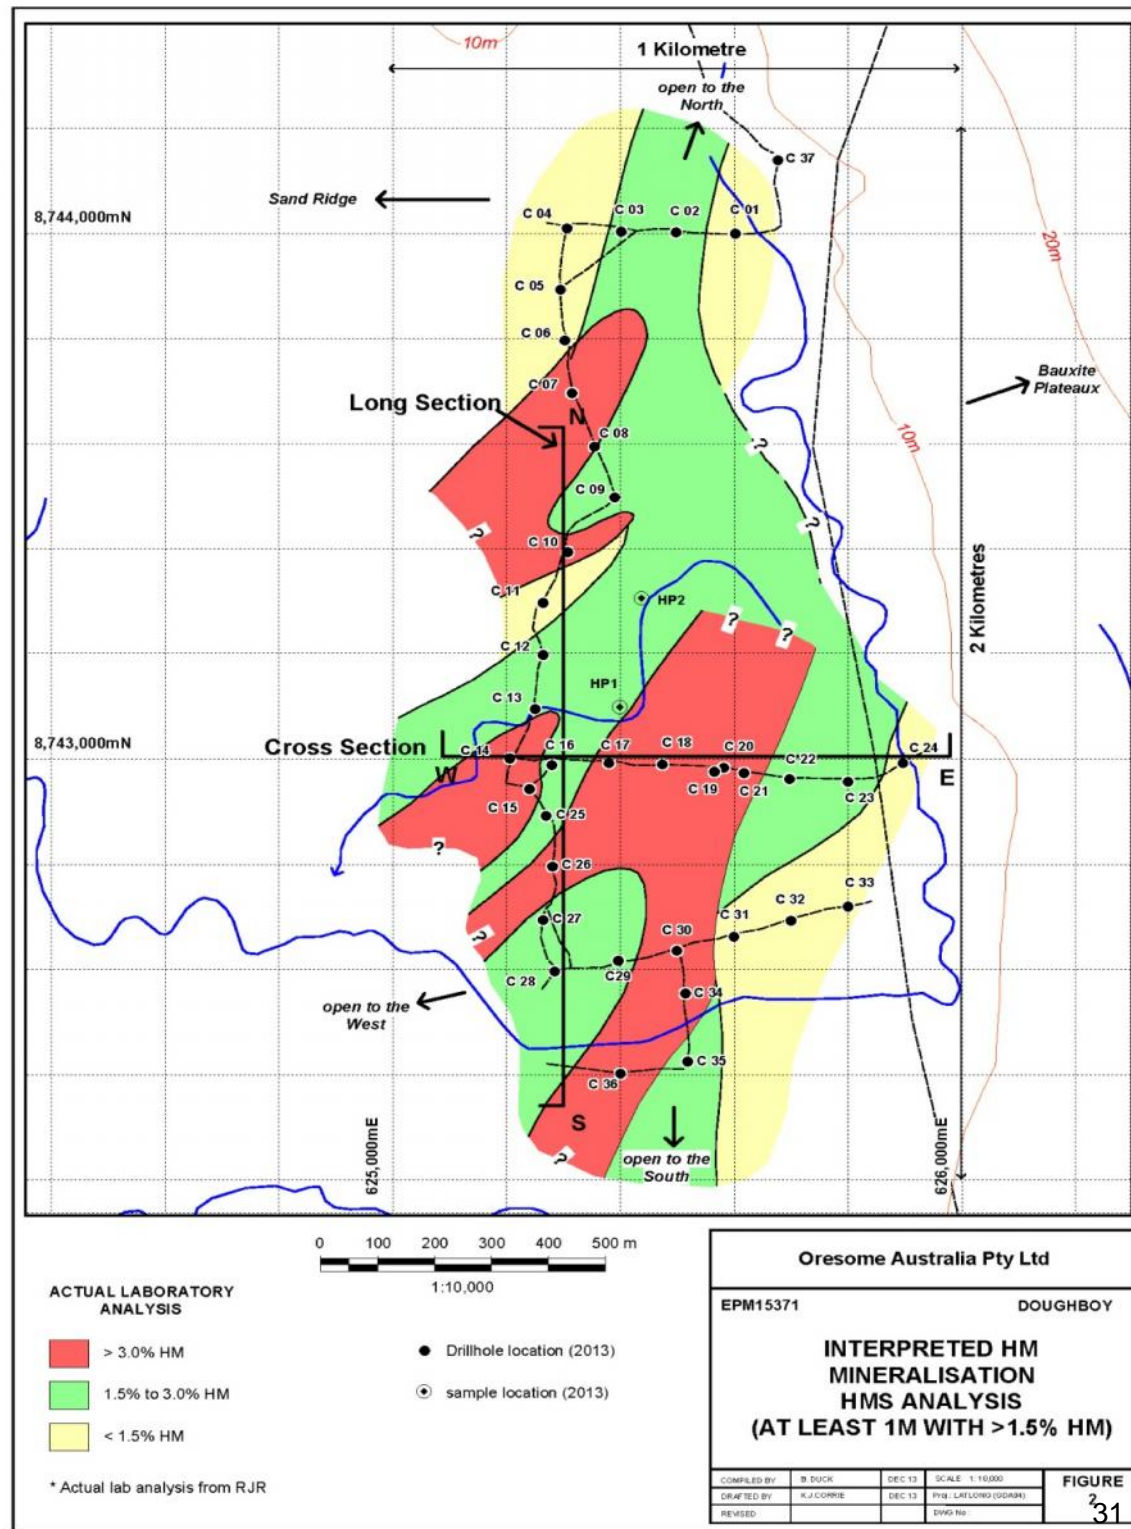 10m
1 Kilometre
open to the
North
C 37
Sand Ridge
8,744,000mN
C 04
C 03
C 02
C 01
20m
C 05
C 06
C 07
Bauxite
Plateaux
Long Section
N
C 08
10m
?
C 09
?
?
C 10
C 11
HP2
2 Kilometres
?
?
C 12
HP1
C 13
8,743,000mN
Cross Section
C 14
C 16
C 17
C 18
C 20
C 24
W
C 22
E
C 15
C 19
C 21
C 23
C 25
?
C 26
C 33
C 32
C 27
C 31
?
C 30
C 28
C29
C 34
open to the
West
C 35
C 36
S
?
open to the
South
625,000mE
626,000mE
0 100 200 300 400 500 m
1:10,000
ACTUAL LABORATORY
ANALYSIS
> 3.0% HM
1.5% to 3.0% HM
< 1.5% HM
* Actual lab analysis from RJR
Drillhole location (2013)
sample location (2013)
Oresome Australia Pty Ltd
EPM15371 DOUGHBOY
INTERPRETED HM
MINERALISATION
HMS ANALYSIS
(AT LEAST 1M WITH >1.5% HM)
COMPILED BY B. DUCK DEC 13 SCALE 1:10,000
DRAFTED BY K.J.CORRIE DEC 13 Proj.: LATLONG (GDA94)
REVISED DWG No :
FIGURE
2
31